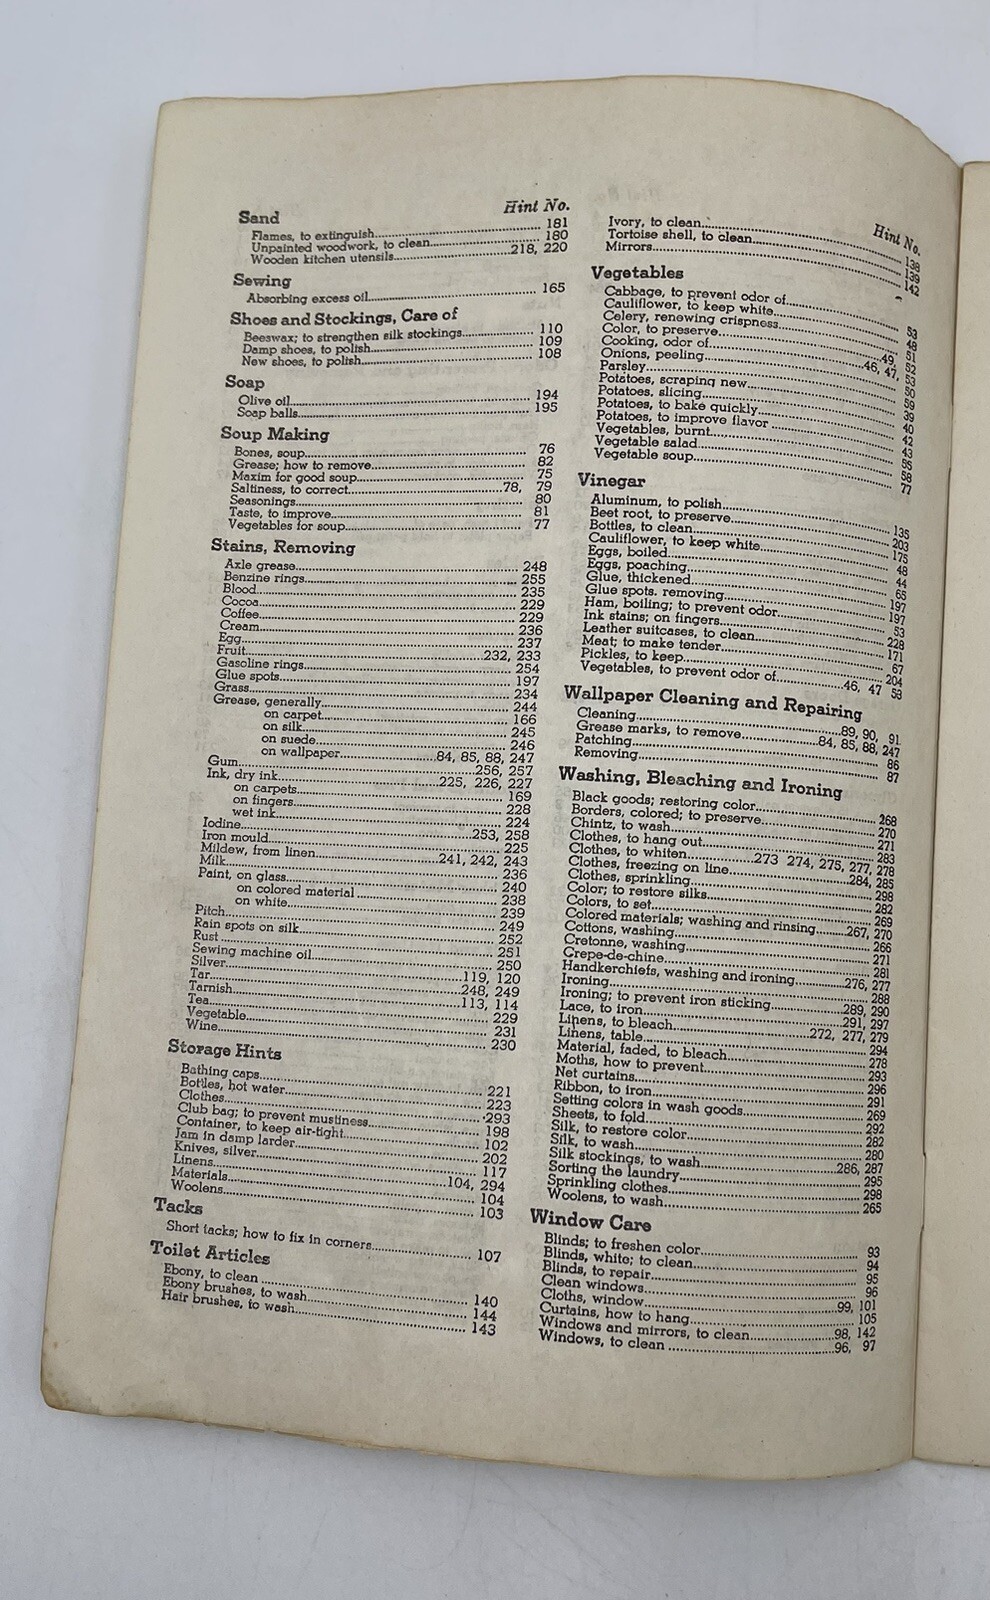 Hint No.
Sand
Flames, to extinguish 181
Unpainted woodwork, to clean 180
Wooden kitchen utensils 218, 220
Sewing
Absorbing excess oil 165
Shoes and Stockings, Care of
Beeswax; to strengthen silk stockings 110
Damp shoes, to polish 109
New shoes, to polish 108
Soap
Olive oil 194
Soap balls 195
Soup Making
Bones, soup 76
Grease; how to remove 82
Maxim for good soup 75
Saltiness, to correct 78, 79
Seasonings 80
Taste, to improve 81
Vegetables for soup 77
Stains, Removing
Axle grease 248
Benzine rings 255
Blood 235
Cocoa 229
Coffee 229
Cream 236
Egg 237
Fruit 232, 233
Gasoline rings 254
Glue spots 197
Grass 234
Grease, generally 244
on carpet 166
on silk 245
on suede 246
on wallpaper 84, 85, 88, 247
Gum 256, 257
Ink, dry ink 225, 226, 227
on carpets 169
on fingers 228
wet ink 224
Iodine 253, 258
Iron mould 225
Mildew, from linen 241, 242, 243
Milk 236
Paint, on glass 240
on colored material 238
on white 239
Pitch 249
Rain spots on silk 252
Rust 251
Sewing machine oil 250
Silver 119, 120
Tar 248, 249
Tarnish 113, 114
Tea 229
Vegetable 231
Wine 230
Storage Hints
Bathing caps 221
Bottles, hot water 223
Clothes 293
Club bag; to prevent mustiness 198
Container, to keep air-tight 102
Jam in damp larder 202
Knives, silver 117
Linens 104, 294
Materials 104
Woolens 103
Tacks
Short tacks; how to fix in corners 107
Toilet Articles
Ebony, to clean 140
Ebony brushes, to wash 144
Hair brushes, to wash 143
Hint No.
Ivory, to clean 138
Tortoise shell, to clean 139
Mirrors 142
Vegetables
Cabbage, to prevent odor of 53
Cauliflower, to keep white 48
Celery, renewing crispness 51
Color, to preserve 49, 52
Cooking, odor of 46, 47, 53
Onions, peeling 50
Parsley 59
Potatoes, scraping new 39
Potatoes, slicing 40
Potatoes, to bake quickly 42
Potatoes, to improve flavor 43
Vegetables, burnt 55
Vegetable salad 58
Vegetable soup 77
Vinegar
Aluminum, to polish 135
Beet root, to preserve 203
Bottles, to clean 175
Cauliflower, to keep white 48
Eggs, boiled 44
Eggs, poaching 65
Glue, thickened 197
Glue spots. removing 197
Ham, boiling; to prevent odor 53
Ink stains; on fingers 228
Leather suitcases, to clean 171
Meat; to make tender 67
Pickles, to keep 204
Vegetables, to prevent odor of 46, 47 53
Wallpaper Cleaning and Repairing
Cleaning 89, 90, 91
Grease marks, to remove 84, 85, 88, 247
Patching 86
Removing 87
Washing, Bleaching and Ironing
Black goods; restoring color 268
Borders, colored; to preserve 270
Chintz, to wash 271
Clothes, to hang out 283
Clothes, to whiten 273 274, 275, 277, 278
Clothes, freezing on line 284, 285
Clothes, sprinkling 298
Color; to restore silks 282
Colors, to set 269
Colored materials; washing and rinsing 267, 270
Cottons, washing 266
Cretonne, washing 271
Crepe-de-chine 281
Handkerchiefs, washing and ironing 276, 277
Ironing 288
Ironing; to prevent iron sticking 289, 290
Lace, to iron 291, 297
Linens, to bleach 272, 277, 279
Linens, table 294
Material, faded, to bleach 278
Moths, how to prevent 293
Net curtains 296
Ribbon, to iron 291
Setting colors in wash goods 269
Sheets, to fold 292
Silk, to restore color 282
Silk, to wash 280
Silk stockings, to wash 286, 287
Sorting the laundry 295
Sprinkling clothes 298
Woolens, to wash 265
Window Care
Blinds; to freshen color 93
Blinds, white; to clean 94
Blinds, to repair 95
Clean windows 96
Cloths, window 99, 101
Curtains, how to hang 105
Windows and mirrors, to clean 98, 142
Windows, to clean 96, 97